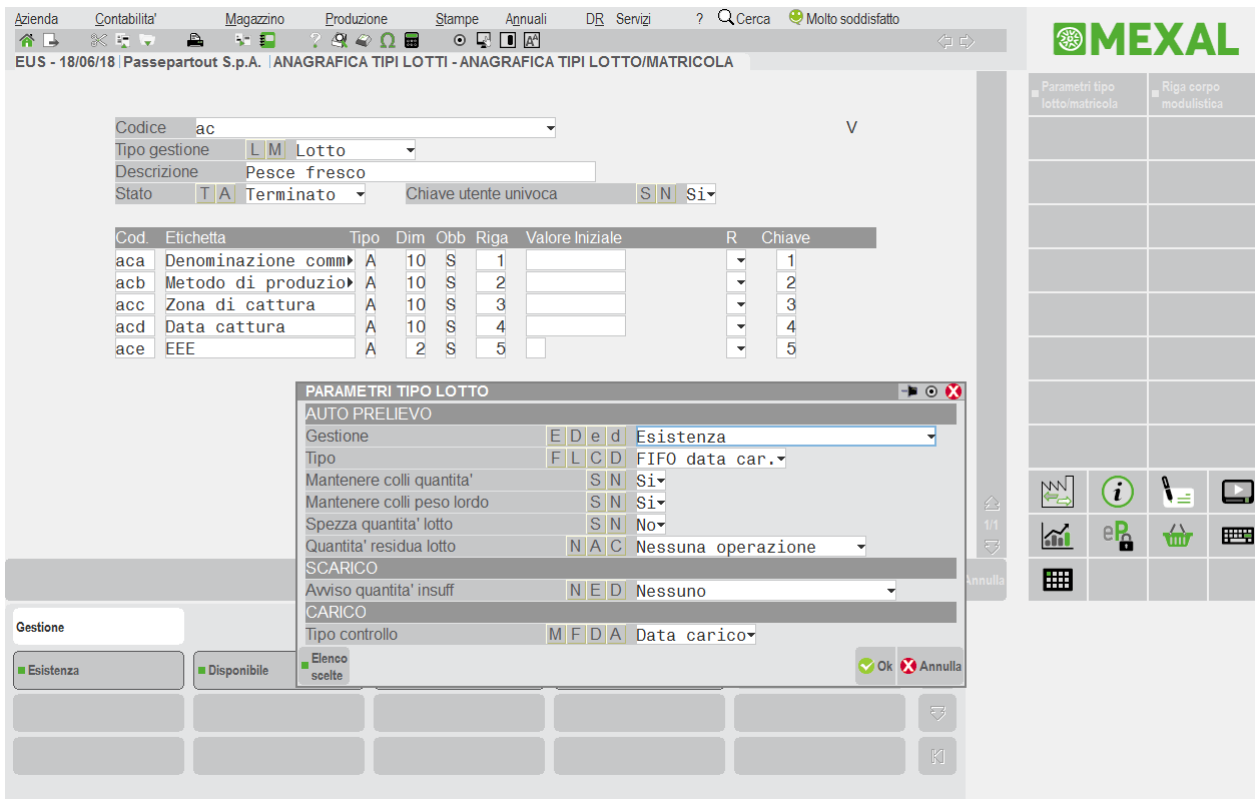 Azienda Contabilita' Magazzino Produzione Stampe Annuali DR Servizi ? Cerca Molto soddisfatto
MEXAL
EUS - 18/06/18 | Passepartout S.p.A. | ANAGRAFICA TIPI LOTTI - ANAGRAFICA TIPI LOTTO/MATRICOLA
Parametri tipo lotto/matricola
Riga corpo modulistica
Codice ac V
Tipo gestione L M Lotto
Descrizione Pesce fresco
Stato T A Terminato Chiave utente univoca S N Si
Cod. Etichetta Tipo Dim Obb Riga Valore Iniziale R Chiave
aca Denominazione comm A 10 S 1 1
acb Metodo di produzio A 10 S 2 2
acc Zona di cattura A 10 S 3 3
acd Data cattura A 10 S 4 4
ace EEE A 2 S 5 5
PARAMETRI TIPO LOTTO
AUTO PRELIEVO
Gestione E D e d Esistenza
Tipo F L C D FIFO data car.
Mantenere colli quantita' S N Si
Mantenere colli peso lordo S N Si
Spezza quantita' lotto S N No
Quantita' residua lotto N A C Nessuna operazione
SCARICO
Avviso quantita' insuff N E D Nessuno
CARICO
Tipo controllo M F D A Data carico
Elenco scelte Ok Annulla
1/1
Annulla
Gestione
Esistenza Disponibile